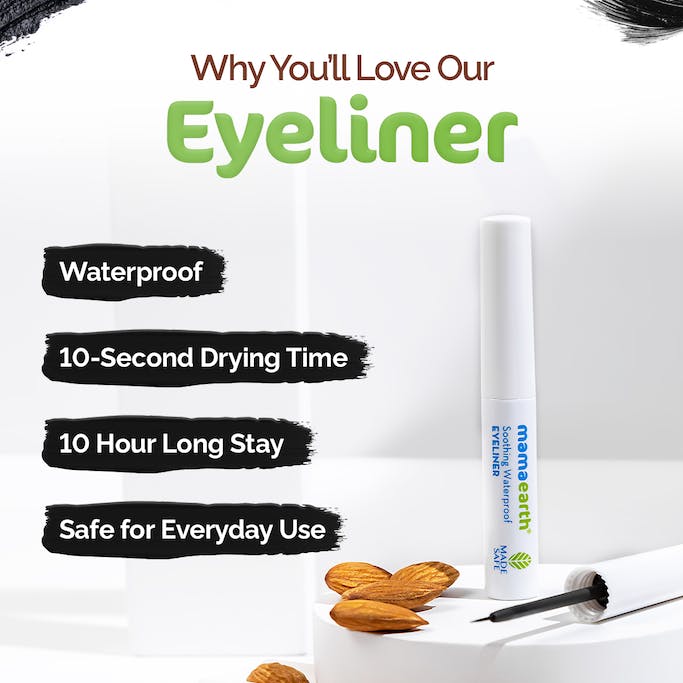 Why You'll Love Our
Eyeliner
Waterproof
10-Second Drying Time
10 Hour Long Stay
Safe for Everyday Use
mamaearth®
Soothing Waterproof
EYELINER
MADE
SAFE